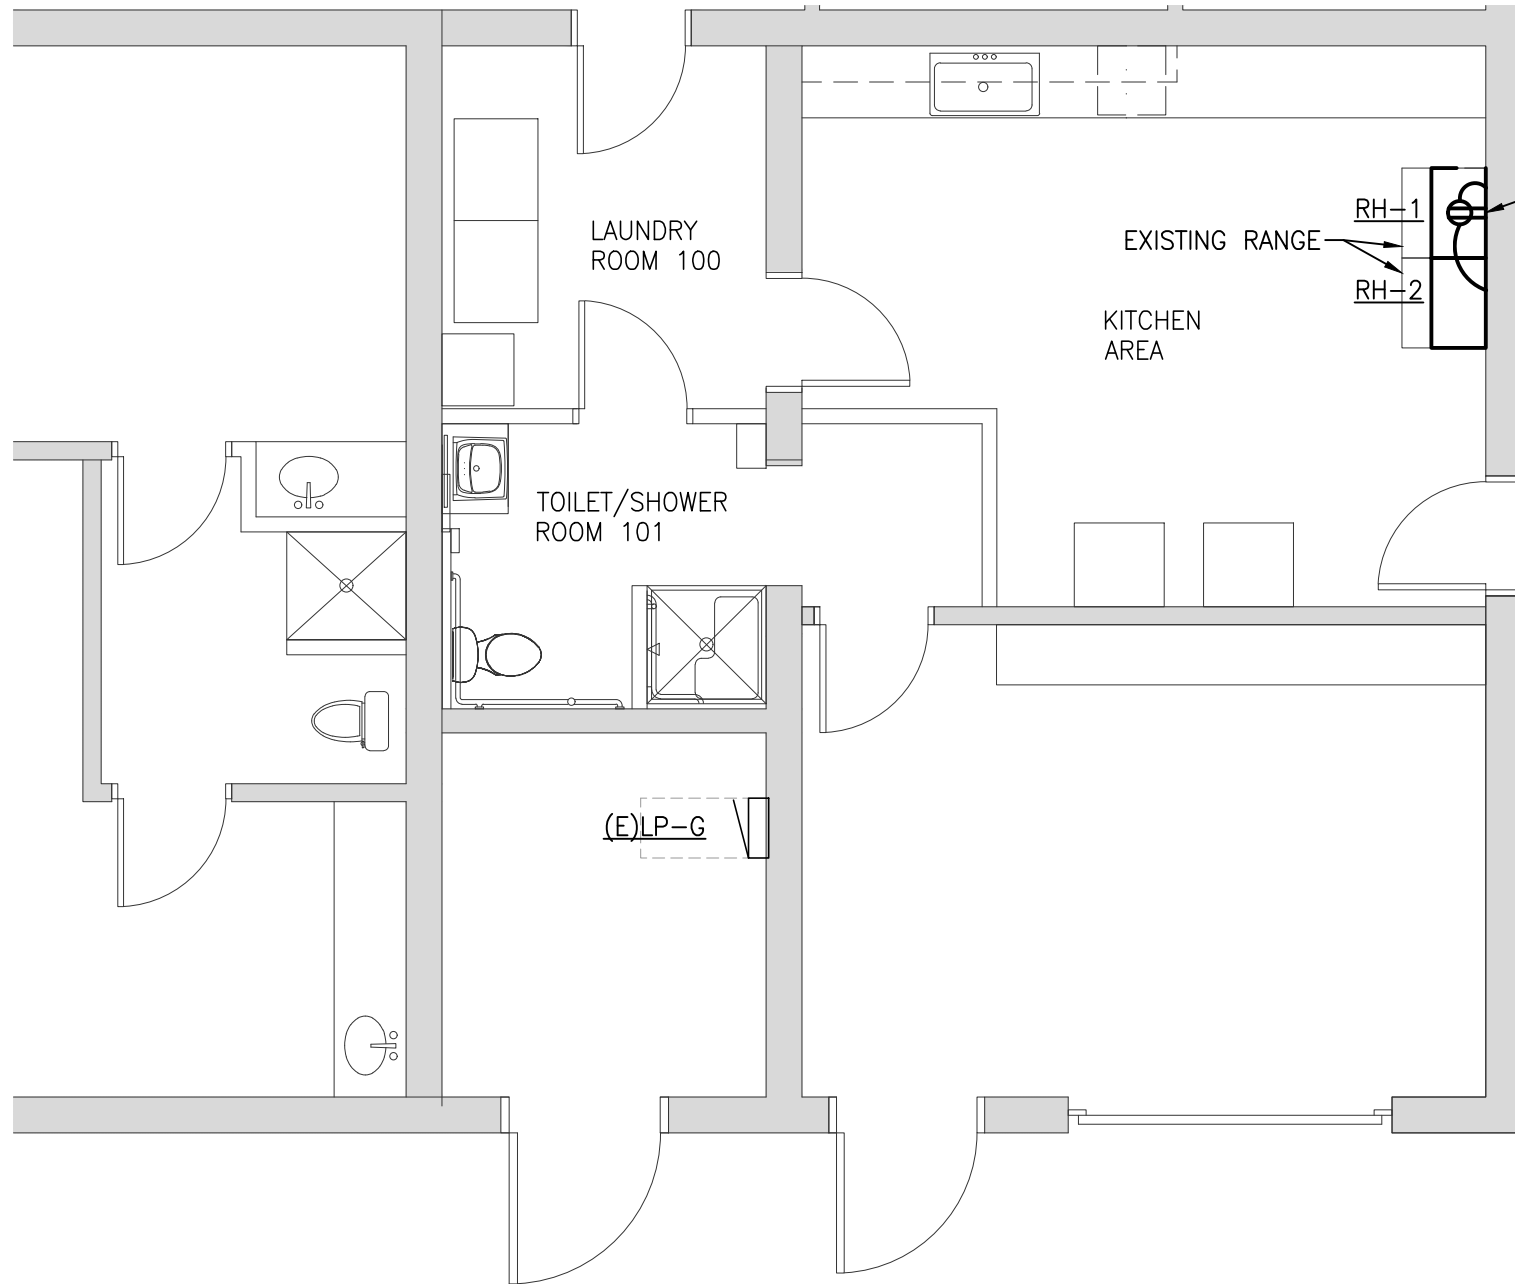 LAUNDRY
ROOM 100
RH-1
EXISTING RANGE
RH-2
KITCHEN
AREA
TOILET/SHOWER
ROOM 101
(E)LP-G